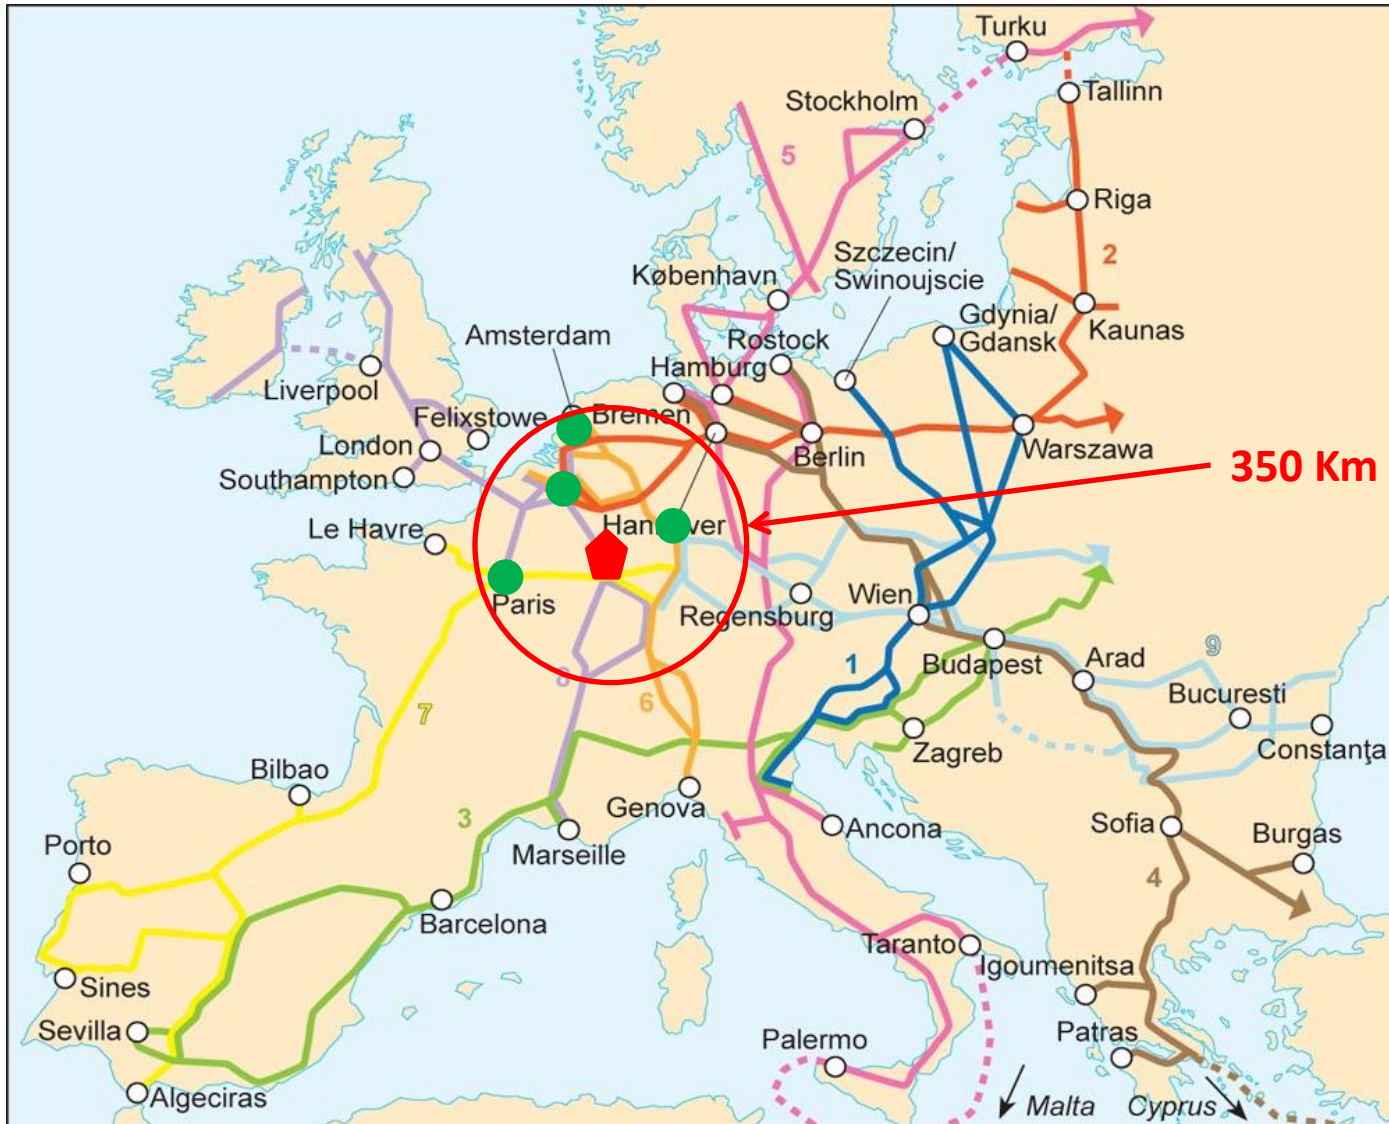 Turku
Tallinn
Stockholm
5
Riga
2
Szczecin/
Swinoujscie
København
Gdynia/
Gdansk
Kaunas
Amsterdam
Rostock
Hamburg
Liverpool
Felixstowe
Bremen
London
Berlin
Warszawa
350 Km
Southampton
Le Havre
Hannover
Paris
Regensburg
Wien
Budapest
Arad
1
9
8
6
7
Bucuresti
Constanţa
Zagreb
Bilbao
3
Genova
Marseille
Ancona
Sofia
Burgas
Porto
4
Barcelona
Taranto
Igoumenitsa
Sines
Sevilla
Palermo
Patras
Algeciras
Malta
Cyprus